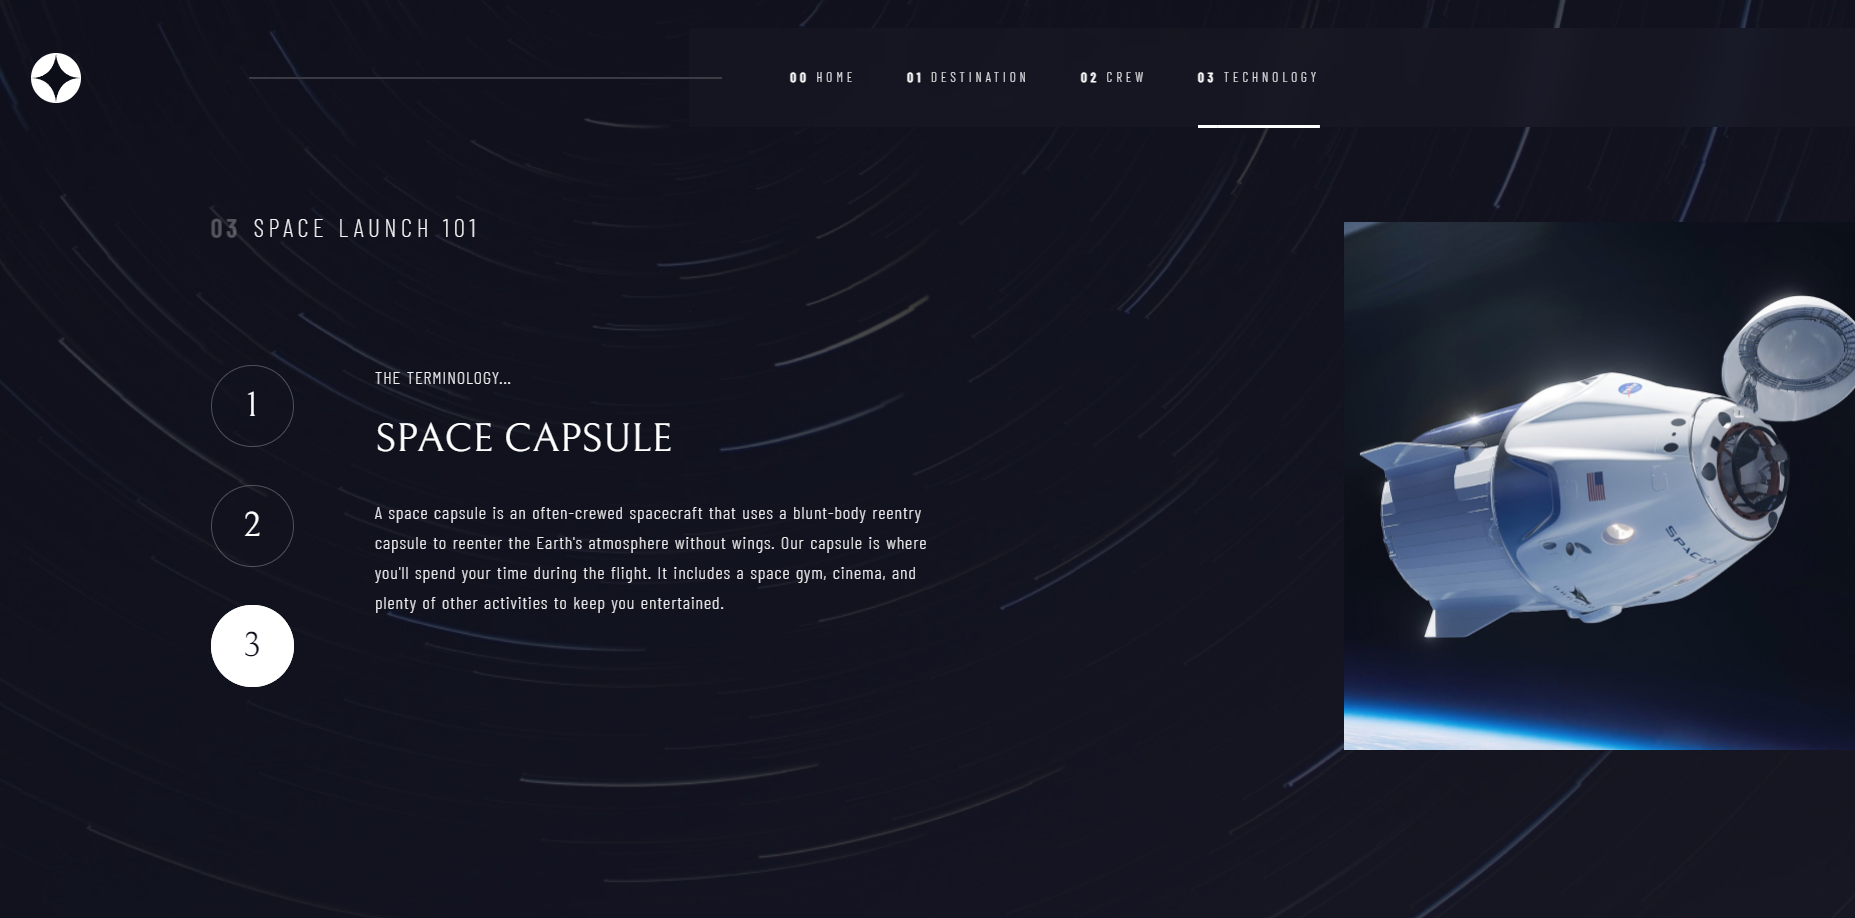 00 HOME 01 DESTINATION 02 CREW 03 TECHNOLOGY
03 SPACE LAUNCH 101
1
THE TERMINOLOGY...
SPACE CAPSULE
2
A space capsule is an often-crewed spacecraft that uses a blunt-body reentry
capsule to reenter the Earth's atmosphere without wings. Our capsule is where
you'll spend your time during the flight. It includes a space gym, cinema, and
plenty of other activities to keep you entertained.
3
SPACEX